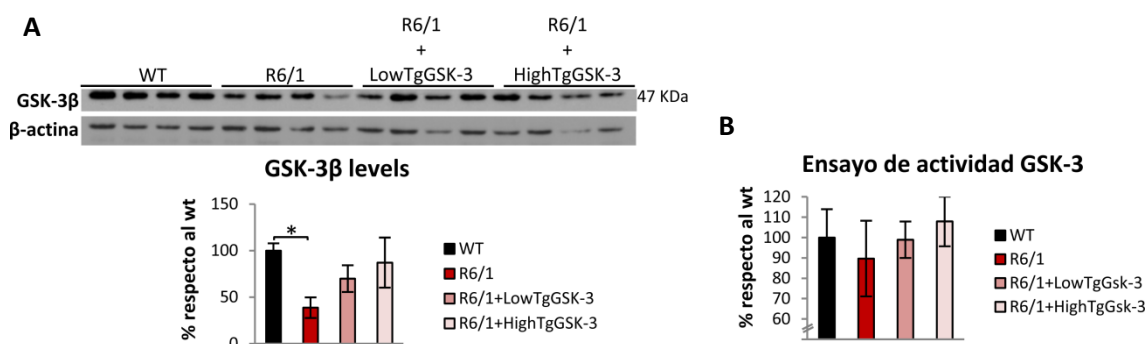 A
R6/1
+
LowTgGSK-3
R6/1
+
HighTgGSK-3
WT
R6/1
GSK-3β
47 KDa
β-actina
GSK-3β levels
% respecto al wt
100
50
0
*
WT
R6/1
R6/1+LowTgGSK-3
R6/1+HighTgGSK-3
B
Ensayo de actividad GSK-3
% respecto al wt
120
110
100
90
80
70
60
WT
R6/1
R6/1+LowTgGsk-3
R6/1+HighTgGsk-3